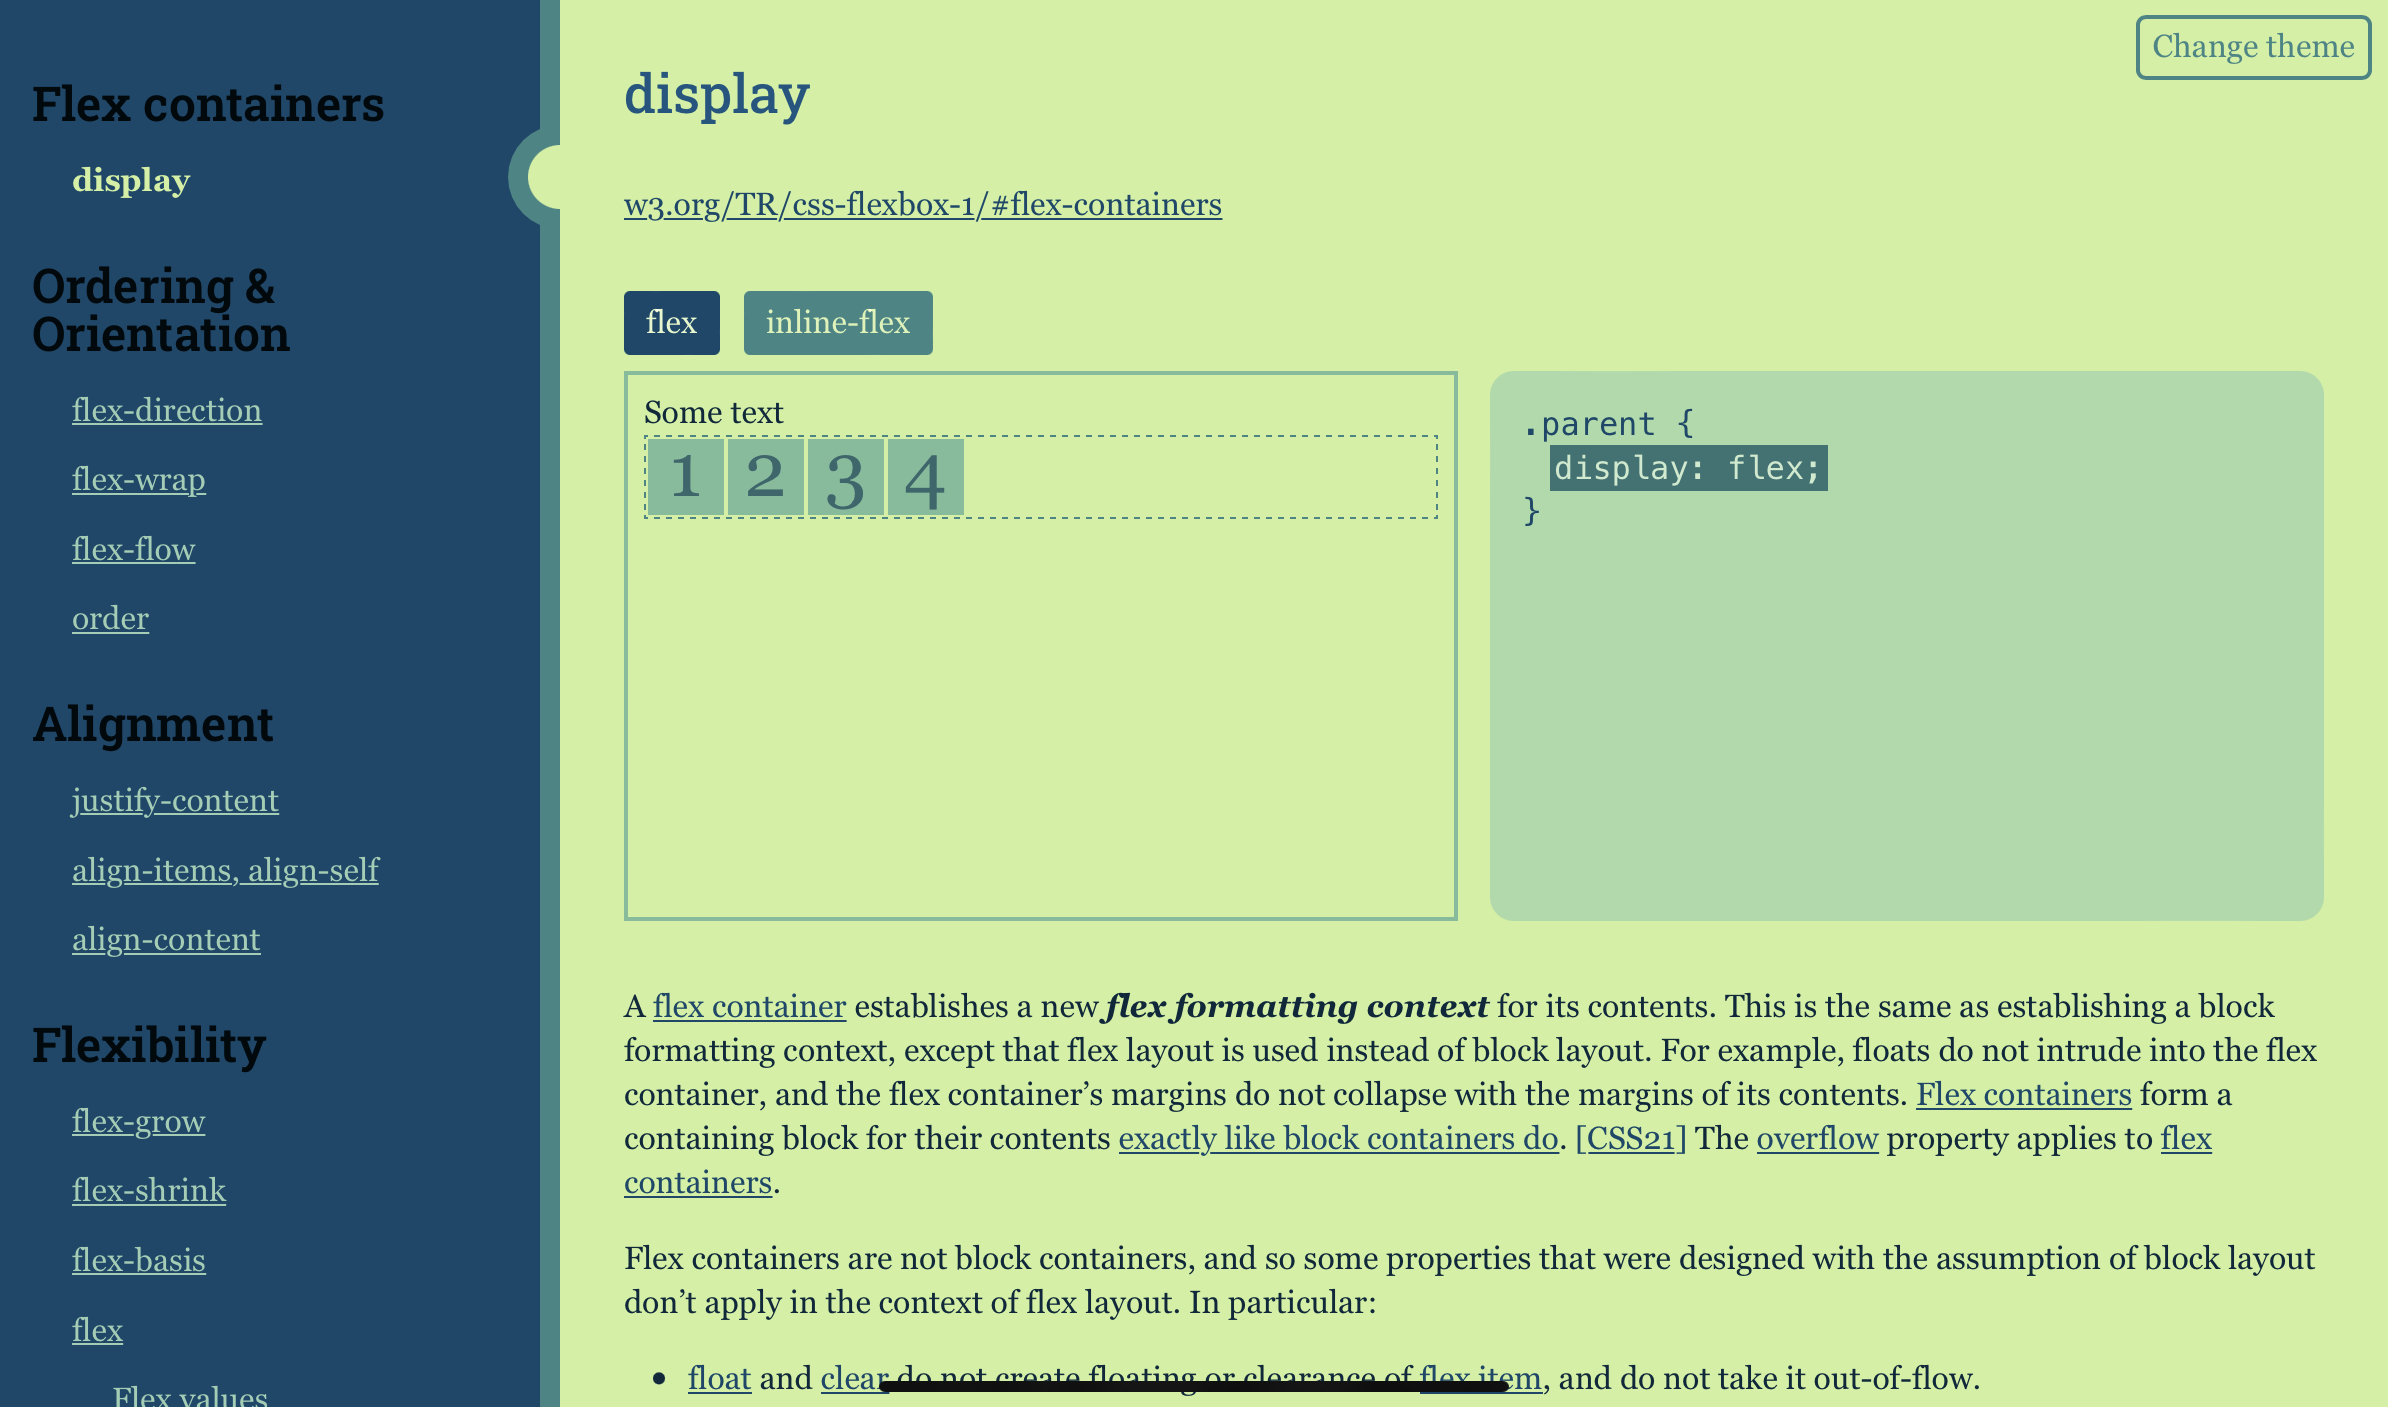 Flex containers
display
Ordering &
Orientation
flex-direction
flex-wrap
flex-flow
order
Alignment
justify-content
align-items, align-self
align-content
Flexibility
flex-grow
flex-shrink
flex-basis
flex
Flex values
Change theme
display
w3.org/TR/css-flexbox-1/#flex-containers
flex
inline-flex
Some text
1 2 3 4
.parent {
display: flex;
}
A flex container establishes a new flex formatting context for its contents. This is the same as establishing a block
formatting context, except that flex layout is used instead of block layout. For example, floats do not intrude into the flex
container, and the flex container’s margins do not collapse with the margins of its contents. Flex containers form a
containing block for their contents exactly like block containers do. [CSS21] The overflow property applies to flex
containers.
Flex containers are not block containers, and so some properties that were designed with the assumption of block layout
don’t apply in the context of flex layout. In particular:
• float and clear do not create floating or clearance of flex item, and do not take it out-of-flow.